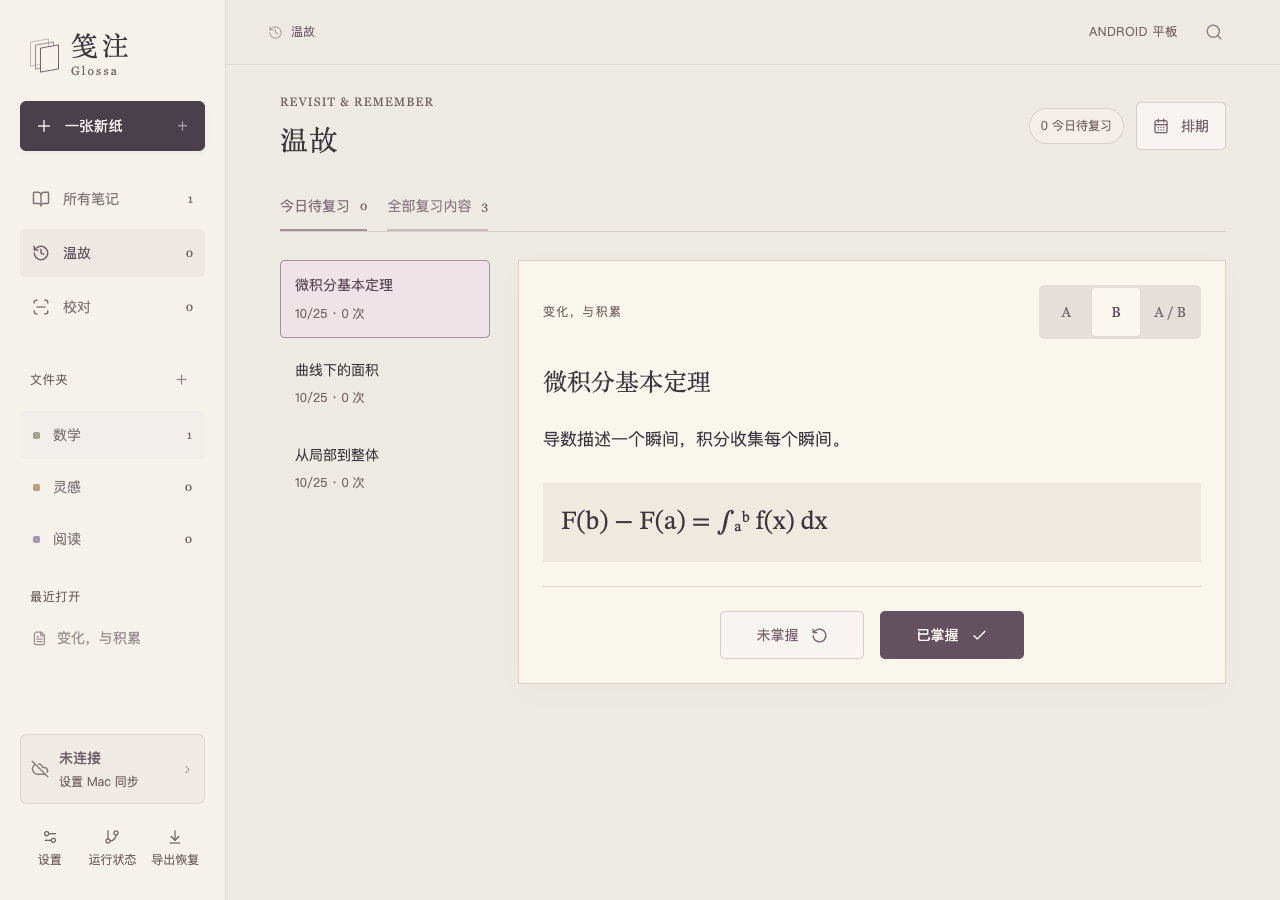 笺注
Glossa
一张新纸
所有笔记 1
温故 0
校对 0
文件夹
数学 1
灵感 0
阅读 0
最近打开
变化，与积累
未连接
设置 Mac 同步
设置 运行状态 导出恢复
温故
ANDROID 平板
REVISIT & REMEMBER
温故
0 今日待复习
排期
今日待复习 0 全部复习内容 3
微积分基本定理
10/25 · 0 次
曲线下的面积
10/25 · 0 次
从局部到整体
10/25 · 0 次
变化，与积累
A B A / B
微积分基本定理
导数描述一个瞬间，积分收集每个瞬间。
F(b) − F(a) = ∫ₐᵇ f(x) dx
未掌握 已掌握